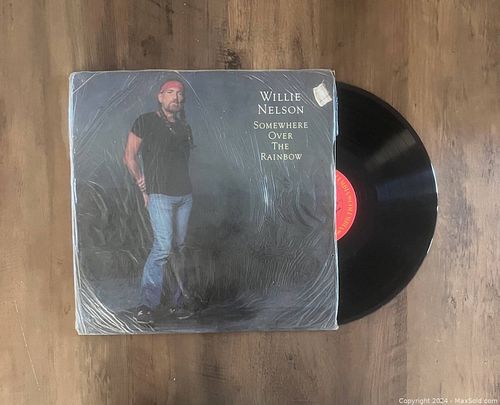 WILLIE
NELSON
SOMEWHERE
OVER
THE
RAINBOW
Copyright 2024 - MaxSold.com